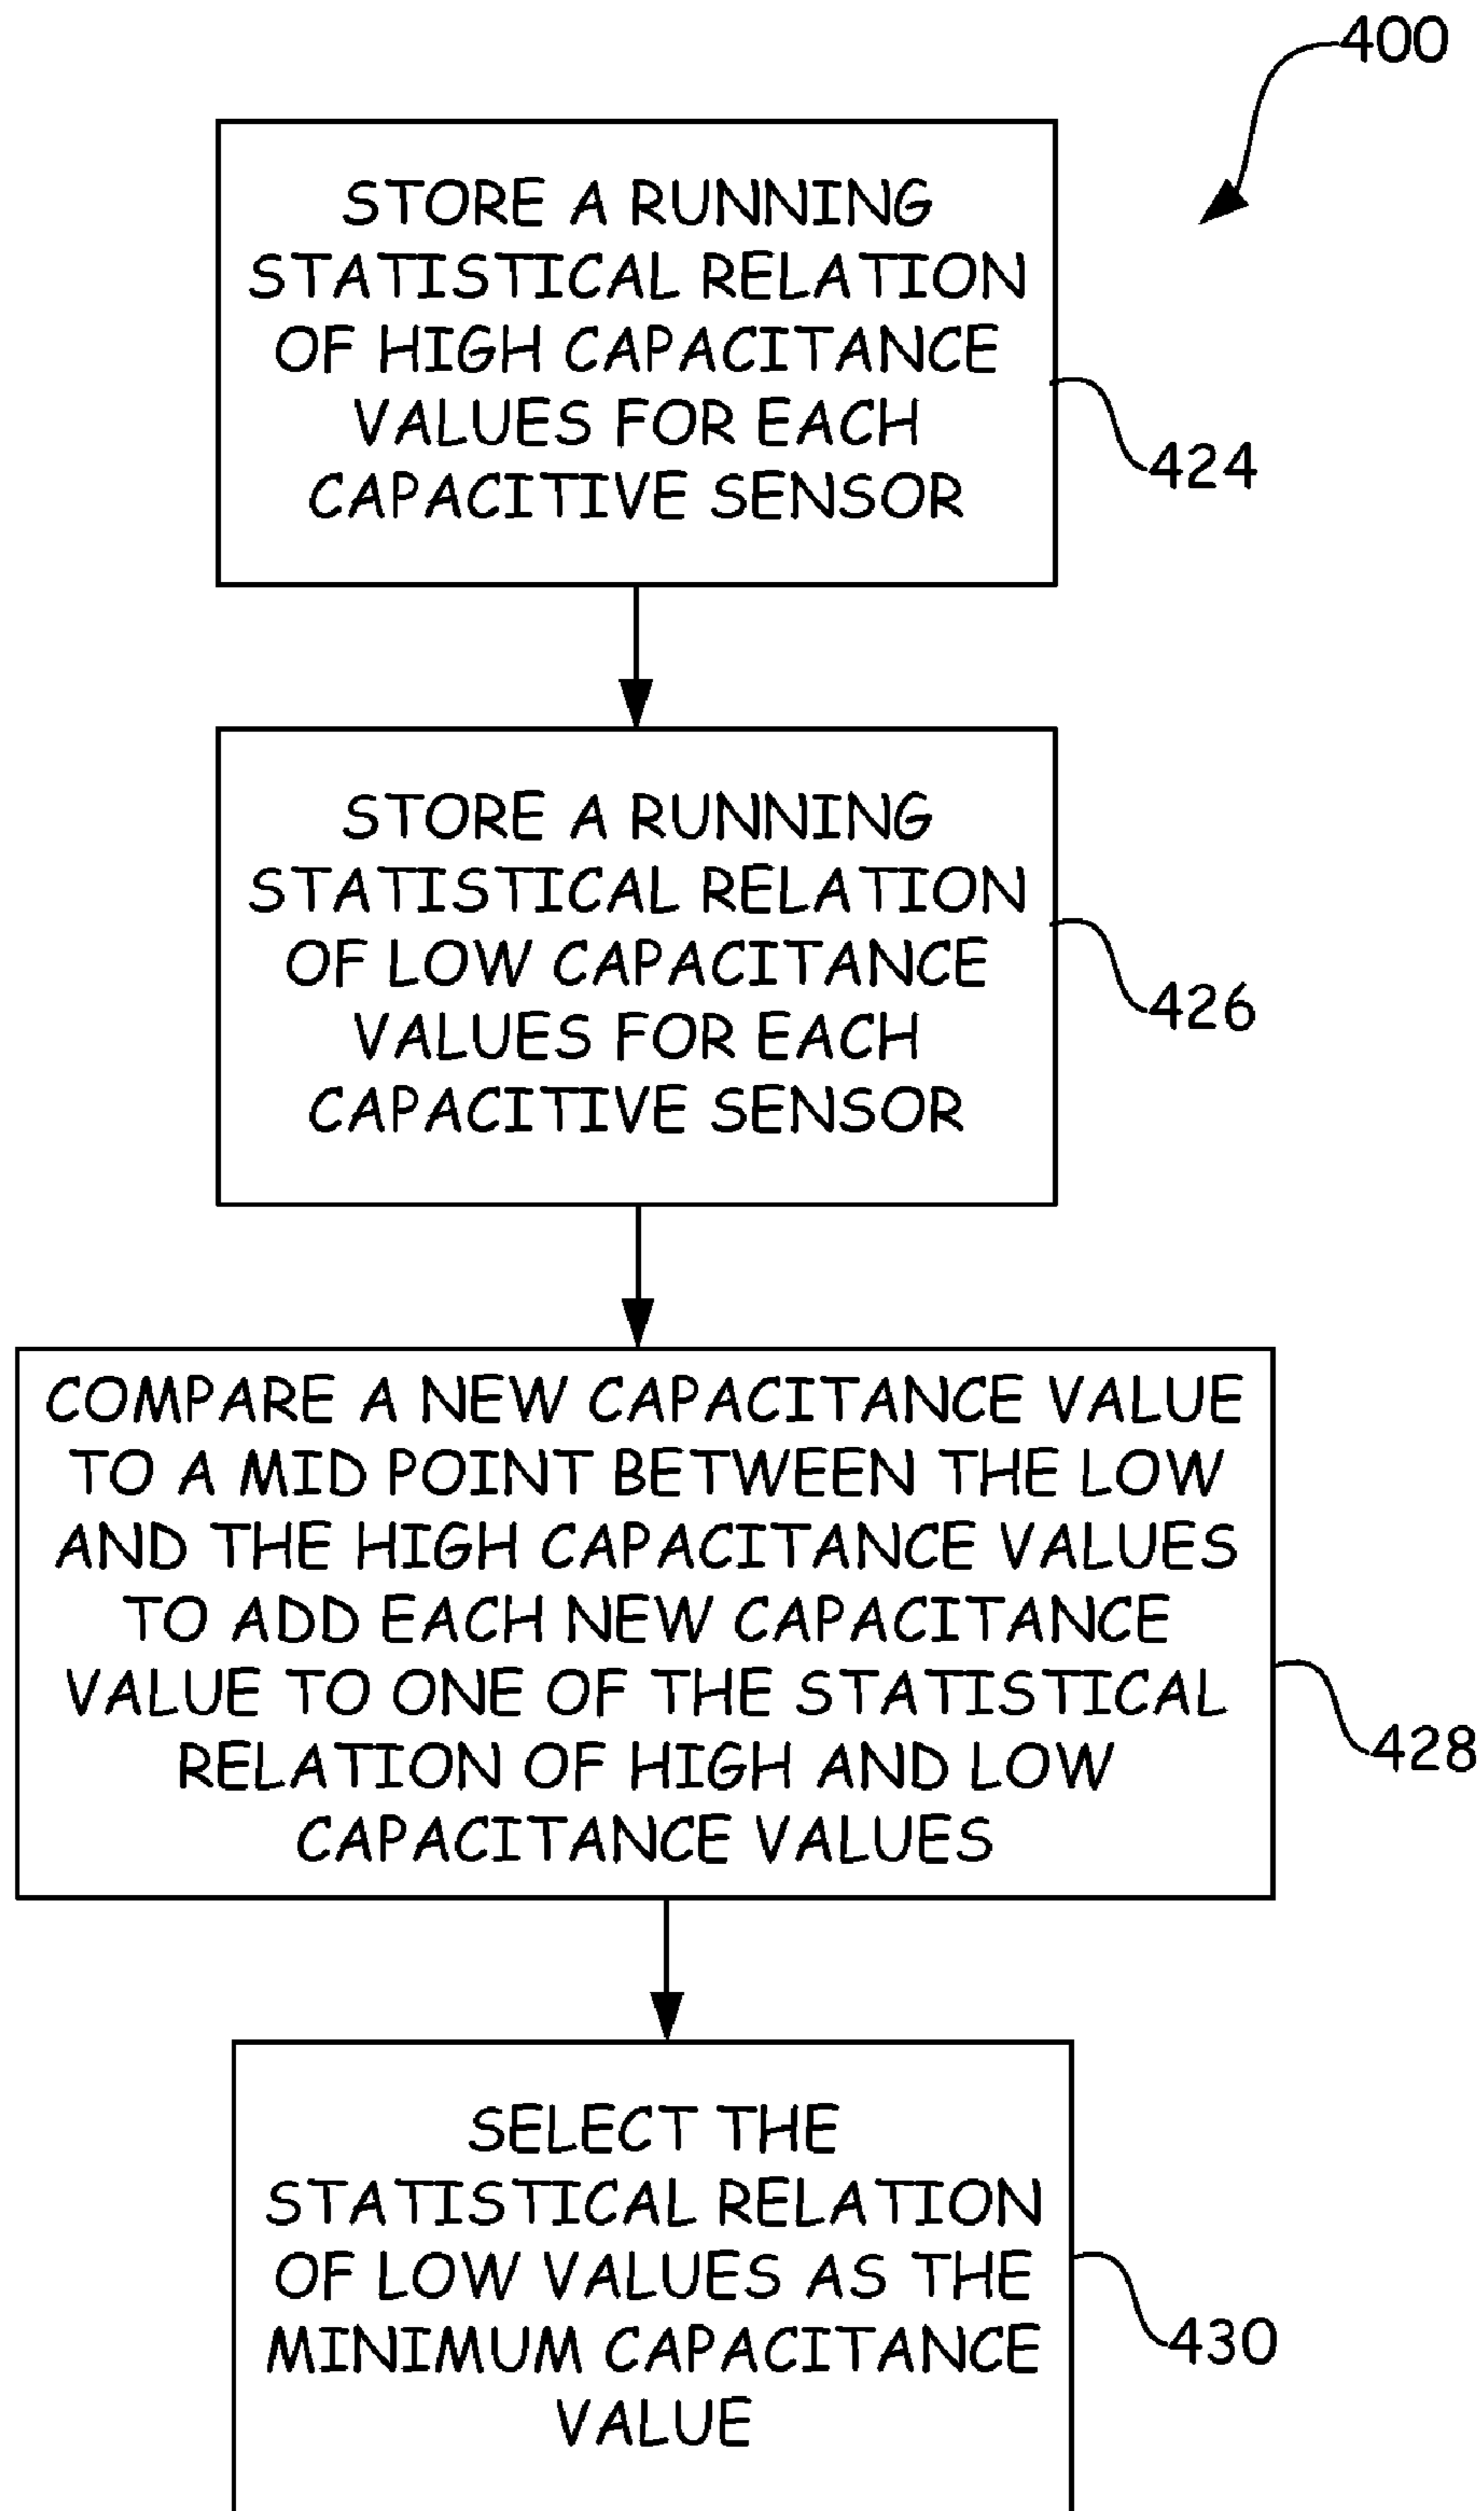 400
STORE A RUNNING
STATISTICAL RELATION
OF HIGH CAPACITANCE
VALUES FOR EACH
CAPACITIVE SENSOR
424
STORE A RUNNING
STATISTICAL RELATION
OF LOW CAPACITANCE
VALUES FOR EACH
CAPACITIVE SENSOR
426
COMPARE A NEW CAPACITANCE VALUE
TO A MID POINT BETWEEN THE LOW
AND THE HIGH CAPACITANCE VALUES
TO ADD EACH NEW CAPACITANCE
VALUE TO ONE OF THE STATISTICAL
RELATION OF HIGH AND LOW
CAPACITANCE VALUES
428
SELECT THE
STATISTICAL RELATION
OF LOW VALUES AS THE
MINIMUM CAPACITANCE
VALUE
430